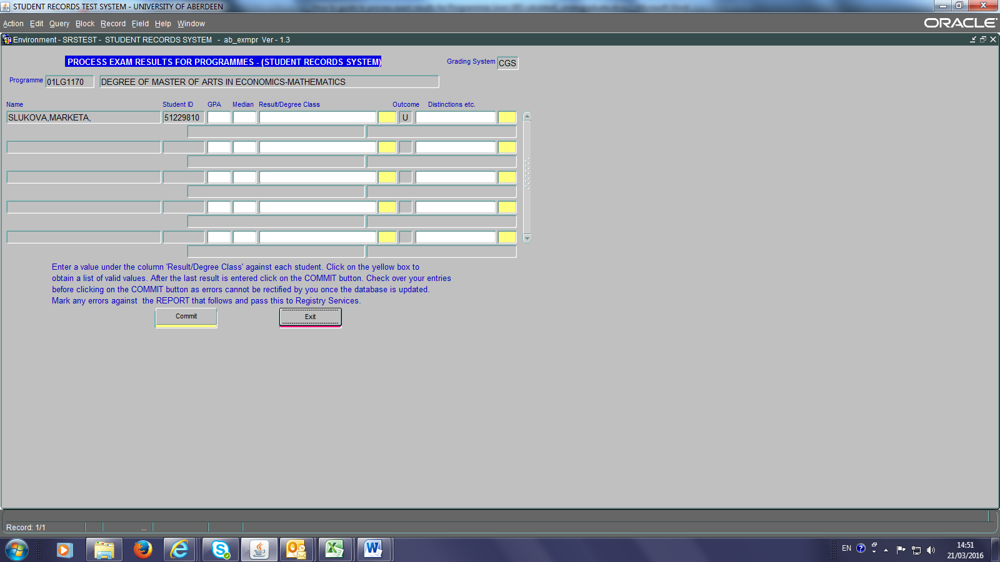 STUDENT RECORDS TEST SYSTEM - UNIVERSITY OF ABERDEEN
Action Edit Query Block Record Field Help Window
ORACLE
Environment - SRSTEST - STUDENT RECORDS SYSTEM - ab_exmpr Ver - 1.3
PROCESS EXAM RESULTS FOR PROGRAMMES - (STUDENT RECORDS SYSTEM)
Grading System CGS
Programme 01LG1170 DEGREE OF MASTER OF ARTS IN ECONOMICS-MATHEMATICS
Name Student ID GPA Median Result/Degree Class Outcome Distinctions etc.
SLUKOVA,MARKETA, 51229810 U
Enter a value under the column 'Result/Degree Class' against each student. Click on the yellow box to
obtain a list of valid values. After the last result is entered click on the COMMIT button. Check over your entries
before clicking on the COMMIT button as errors cannot be rectified by you once the database is updated.
Mark any errors against the REPORT that follows and pass this to Registry Services.
Commit Exit
Record: 1/1 ...
EN
14:51
21/03/2016